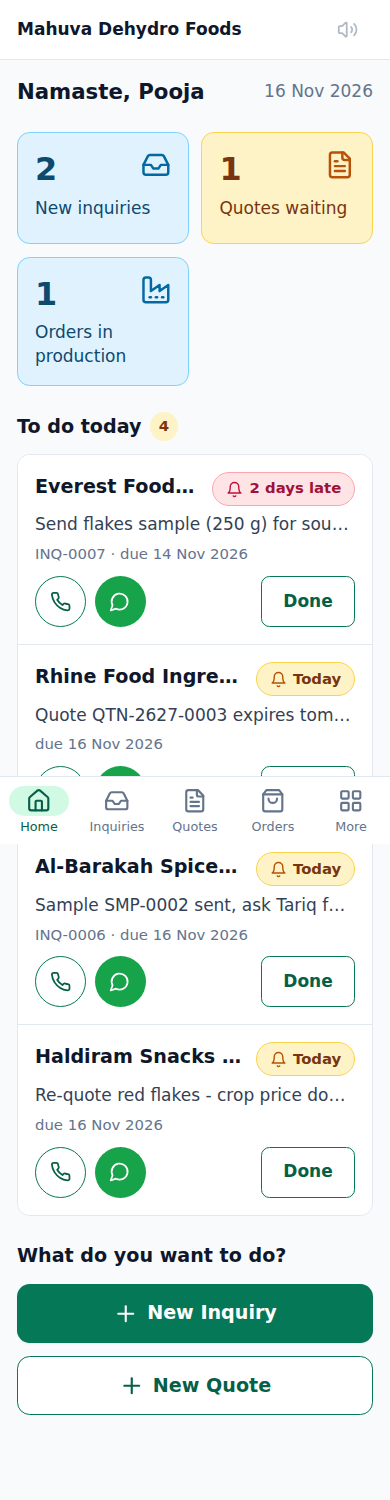 Mahuva Dehydro Foods
Namaste, Pooja
16 Nov 2026
2
New inquiries
1
Quotes waiting
1
Orders in
production
To do today 4
Everest Food…
2 days late
Send flakes sample (250 g) for sou…
INQ-0007 · due 14 Nov 2026
Done
Rhine Food Ingre…
Today
Quote QTN-2627-0003 expires tom…
due 16 Nov 2026
Home
Inquiries
Quotes
Orders
More
Al-Barakah Spice…
Today
Sample SMP-0002 sent, ask Tariq f…
INQ-0006 · due 16 Nov 2026
Done
Haldiram Snacks …
Today
Re-quote red flakes - crop price do…
due 16 Nov 2026
Done
What do you want to do?
New Inquiry
New Quote